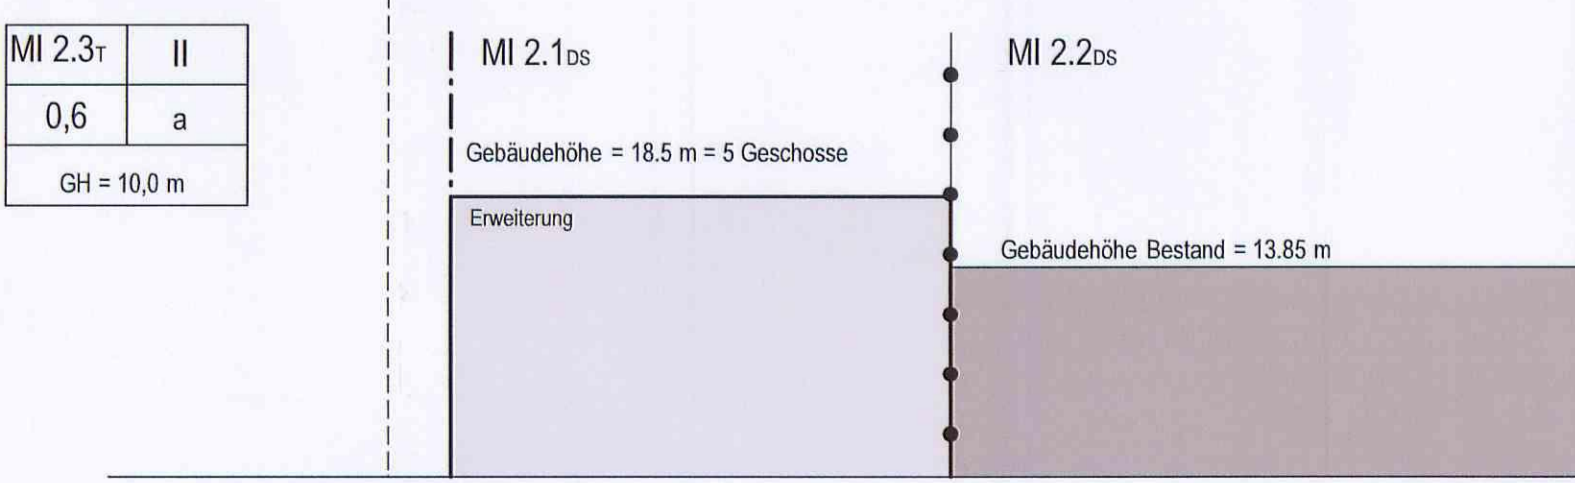 MI 2.3T II
0,6 a
GH = 10,0 m
MI 2.1DS
Gebäudehöhe = 18.5 m = 5 Geschosse
Erweiterung
MI 2.2DS
Gebäudehöhe Bestand = 13.85 m